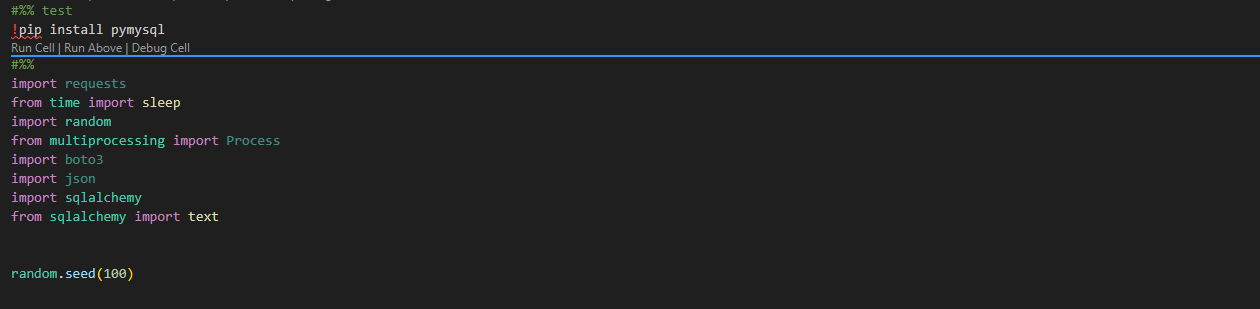 #%% test
!pip install pymysql
Run Cell | Run Above | Debug Cell
#%%
import requests
from time import sleep
import random
from multiprocessing import Process
import boto3
import json
import sqlalchemy
from sqlalchemy import text
random.seed(100)